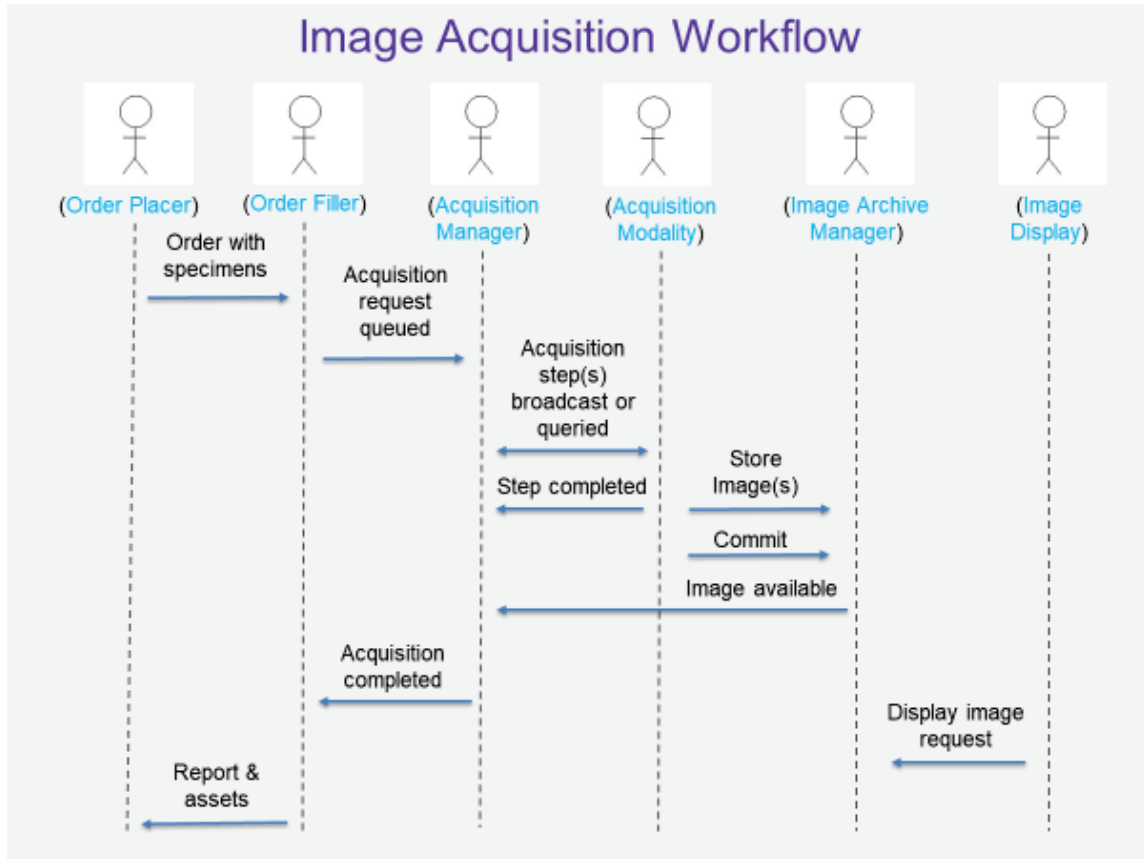 Image Acquisition Workflow
(Order Placer)
(Order Filler)
(Acquisition
Manager)
(Acquisition
Modality)
(Image Archive
Manager)
(Image
Display)
Order with
specimens
Acquisition
request
queued
Acquisition
step(s)
broadcast or
queried
Step completed
Store
Image(s)
Commit
Image available
Acquisition
completed
Display image
request
Report &
assets